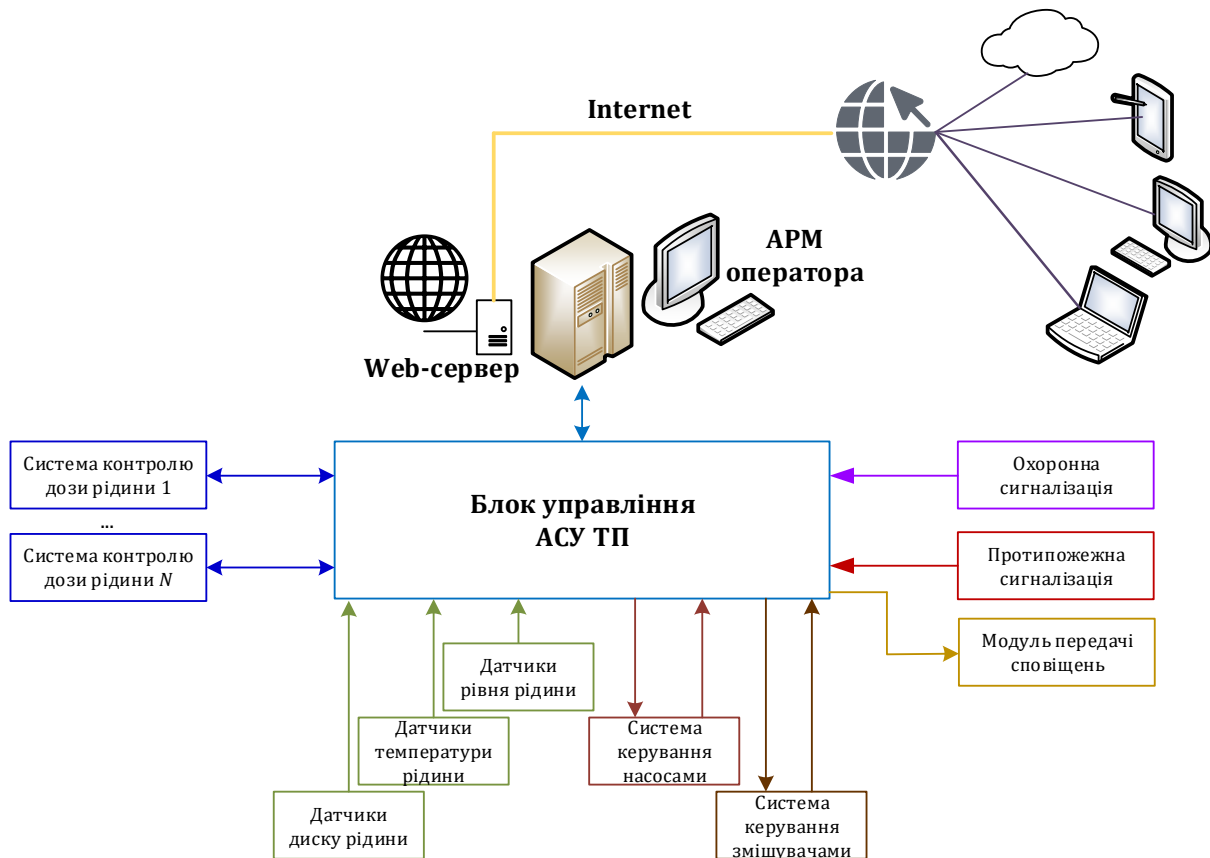 Internet
АРМ
оператора
Web-сервер
Система контролю
дози рідини 1
...
Система контролю
дози рідини N
Блок управління
АСУ ТП
Охоронна
сигналізація
Протипожежна
сигналізація
Модуль передачі
сповіщень
Датчики
рівня рідини
Датчики
температури
рідини
Датчики
диску рідини
Система
керування
насосами
Система
керування
змішувачами